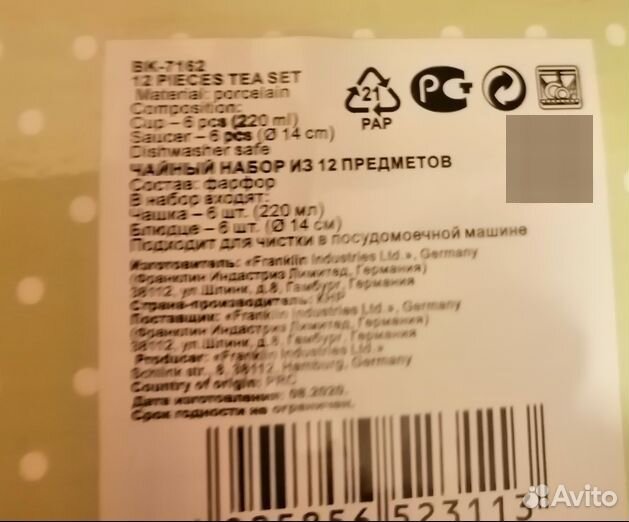 BK-7162
12 PIECES TEA SET
Material: porcelain
Composition:
Cup – 6 pcs (220 ml)
Saucer – 6 pcs (Ø 14 cm)
Dishwasher safe
ЧАЙНЫЙ НАБОР ИЗ 12 ПРЕДМЕТОВ
Состав: фарфор
В набор входят:
Чашка – 6 шт. (220 мл)
Блюдце – 6 шт. (Ø 14 см)
Подходит для чистки в посудомоечной машине
Изготовитель: «Franklin Industries Ltd.», Germany
(Франклин Индастриз Лимитед, Германия)
38112, ул. Шлинк, д.8, Гамбург, Германия
Страна-производитель: КНР
Поставщик: «Franklin Industries Ltd.», Germany
(Франклин Индастриз Лимитед, Германия)
38112, ул. Шлинк, д.8, Гамбург, Германия
Producer: «Franklin Industries Ltd.»
Schlink str., 8, 38112, Hamburg, Germany
Country of origin: PRC
Дата изготовления: 08.2020.
Срок годности не ограничен.
21
PAP
523113
Avito